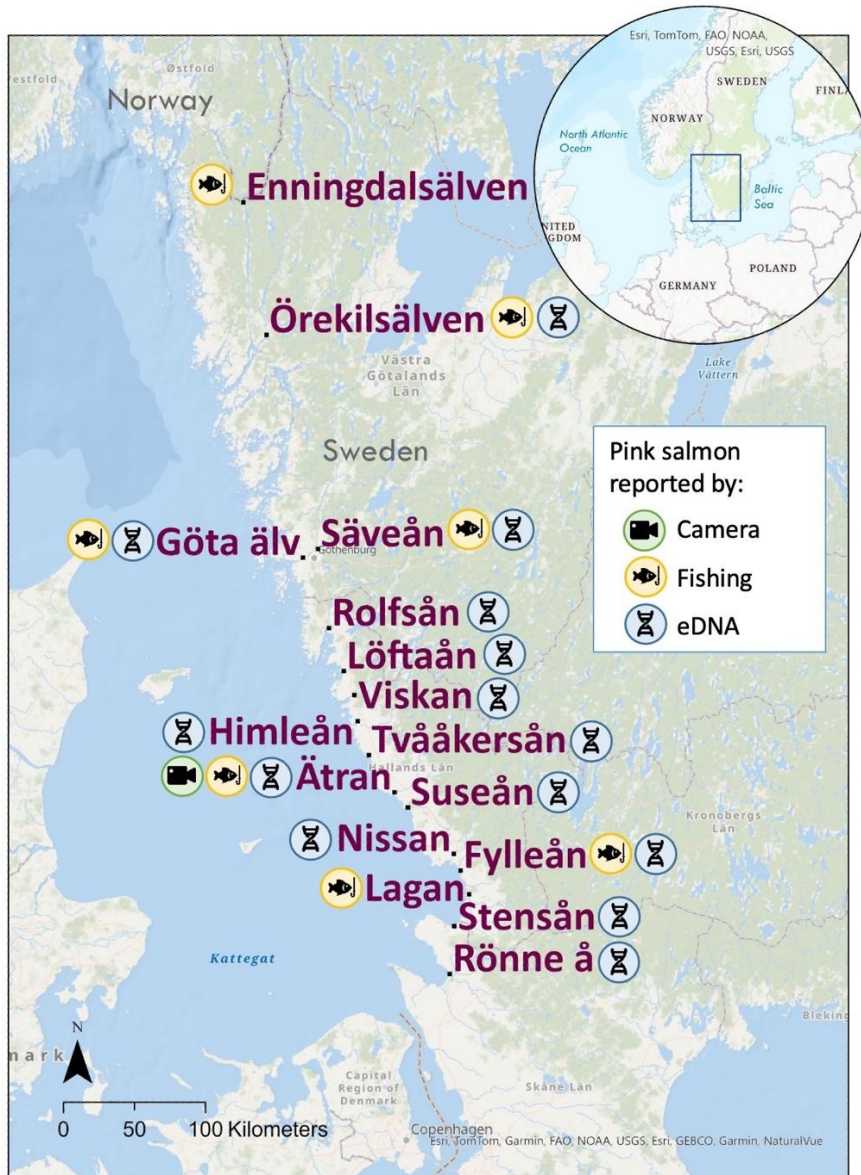 Esri, TomTom, FAO, NOAA,
USGS, Esri, USGS
SWEDEN
NORWAY
North Atlantic
Ocean
Baltic
Sea
POLAND
GERMANY
Østfold
Norway
Enningdalsälven
Örekilsälven
Västra
Götalands
Län
Lake
Vättern
Sweden
Pink salmon
reported by:
Camera
Fishing
eDNA
Göta älv
Säveån
Gothenburg
Rolfsån
Löftaån
Viskan
Himleån
Tvååkersån
Hallands Län
Ätran
Suseån
Kronobergs
Län
Nissan
Fylleån
Lagan
Stensån
Rönne å
Kattegat
N
mark
Bleking
Capital
Region of
Denmark
Skåne Län
0 50 100 Kilometers
Copenhagen
Esri, TomTom, Garmin, FAO, NOAA, USGS, Esri, GEBCO, Garmin, NaturalVue